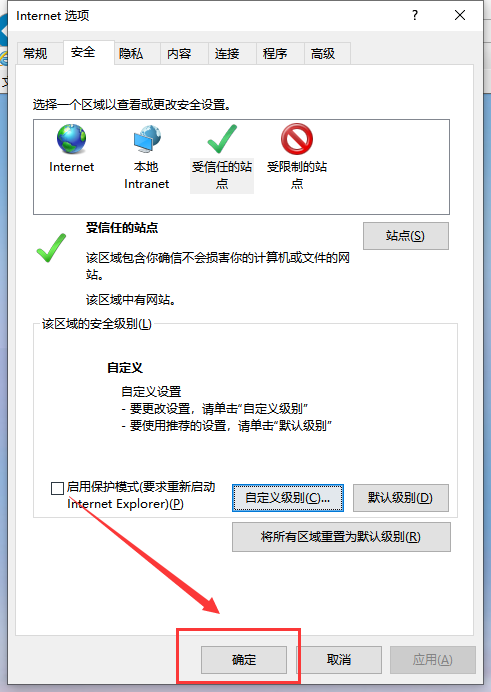 Internet 选项
?
常规 安全 隐私 内容 连接 程序 高级
选择一个区域以查看或更改安全设置。
Internet
本地
Intranet
受信任的站
点
受限制的站
点
受信任的站点
站点(S)
该区域包含你确信不会损害你的计算机或文件的网
站。
该区域中有网站。
该区域的安全级别(L)
自定义
自定义设置
- 要更改设置，请单击“自定义级别”
- 要使用推荐的设置，请单击“默认级别”
启用保护模式(要求重新启动
Internet Explorer)(P)
自定义级别(C)... 默认级别(D)
将所有区域重置为默认级别(R)
确定 取消 应用(A)